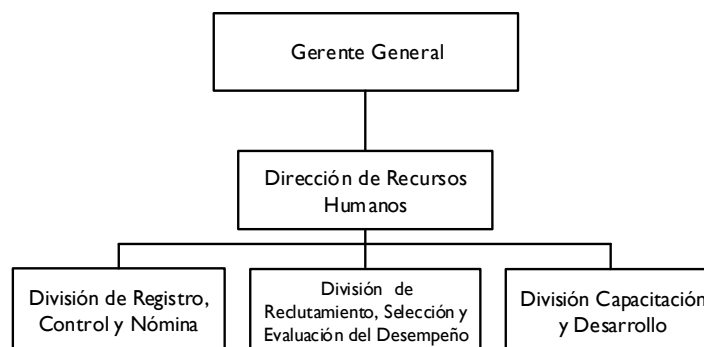 Gerente General
Dirección de Recursos
Humanos
División de Registro,
Control y Nómina
División de
Reclutamiento, Selección y
Evaluación del Desempeño
División Capacitación
y Desarrollo